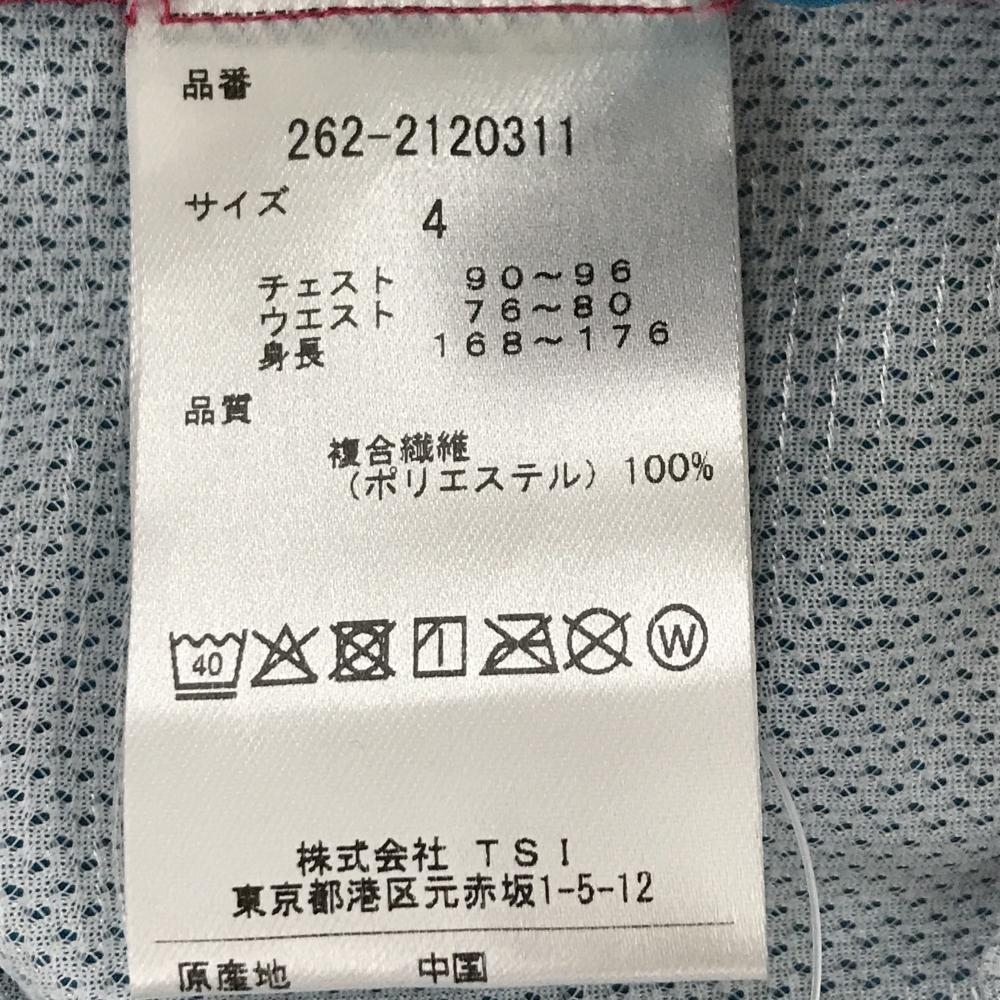 品番
262-2120311
サイズ 4
チェスト 90～96
ウエスト 76～80
身長 168～176
品質
複合繊維
(ポリエステル) 100%
40 W
株式会社 TSI
東京都港区元赤坂1-5-12
原産地 中国